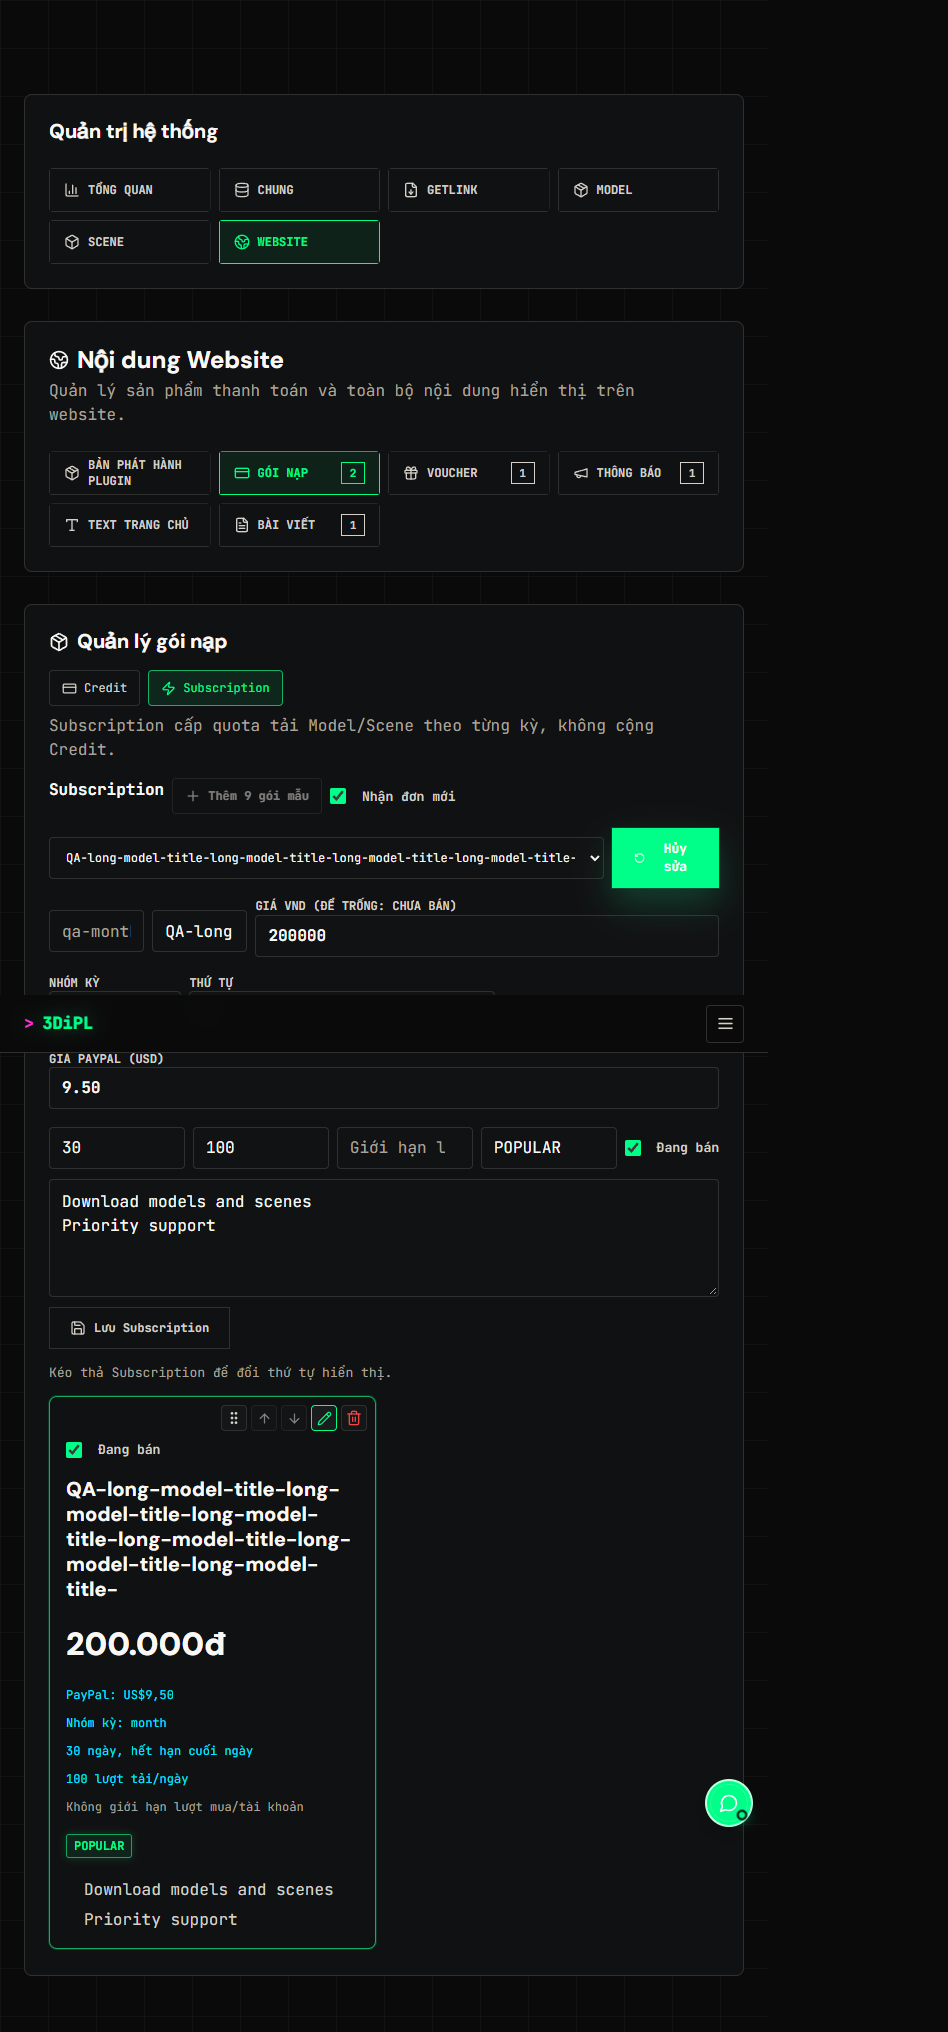 Quản trị hệ thống
TỔNG QUAN
CHUNG
GETLINK
MODEL
SCENE
WEBSITE
Nội dung Website
Quản lý sản phẩm thanh toán và toàn bộ nội dung hiển thị trên
website.
BẢN PHÁT HÀNH
PLUGIN
GÓI NẠP 2
VOUCHER 1
THÔNG BÁO 1
TEXT TRANG CHỦ
BÀI VIẾT 1
Quản lý gói nạp
Credit
Subscription
Subscription cấp quota tải Model/Scene theo từng kỳ, không cộng
Credit.
Subscription
Thêm 9 gói mẫu
Nhận đơn mới
QA-long-model-title-long-model-title-long-model-title-long-model-title-
Hủy
sửa
GIÁ VND (ĐỂ TRỐNG: CHƯA BÁN)
qa-mont
QA-long
200000
NHÓM KỲ
THỨ TỰ
> 3DiPL
GIÁ PAYPAL (USD)
9.50
30
100
Giới hạn l
POPULAR
Đang bán
Download models and scenes
Priority support
Lưu Subscription
Kéo thả Subscription để đổi thứ tự hiển thị.
Đang bán
QA-long-model-title-long-
model-title-long-model-
title-long-model-title-long-
model-title-long-model-
title-
200.000đ
PayPal: US$9,50
Nhóm kỳ: month
30 ngày, hết hạn cuối ngày
100 lượt tải/ngày
Không giới hạn lượt mua/tài khoản
POPULAR
Download models and scenes
Priority support